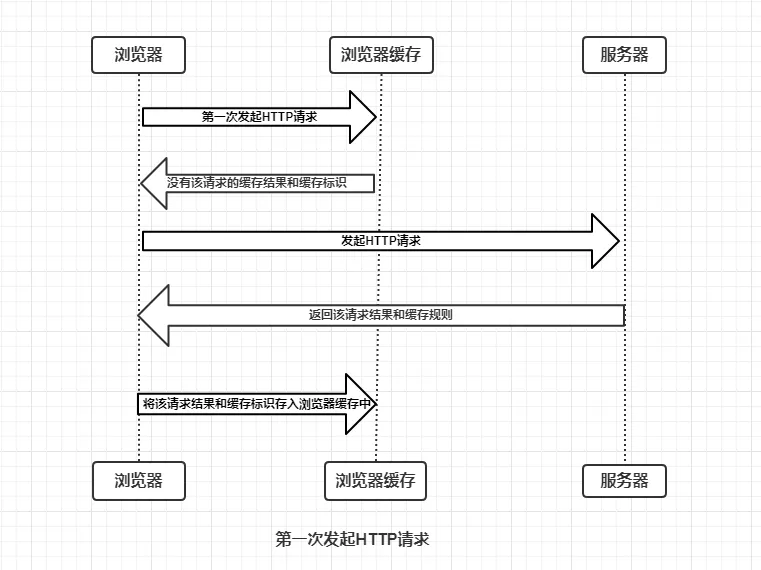 浏览器
浏览器缓存
服务器
第一次发起HTTP请求
没有该请求的缓存结果和缓存标识
发起HTTP请求
返回该请求结果和缓存规则
将该请求结果和缓存标识存入浏览器缓存中
浏览器
浏览器缓存
服务器
第一次发起HTTP请求